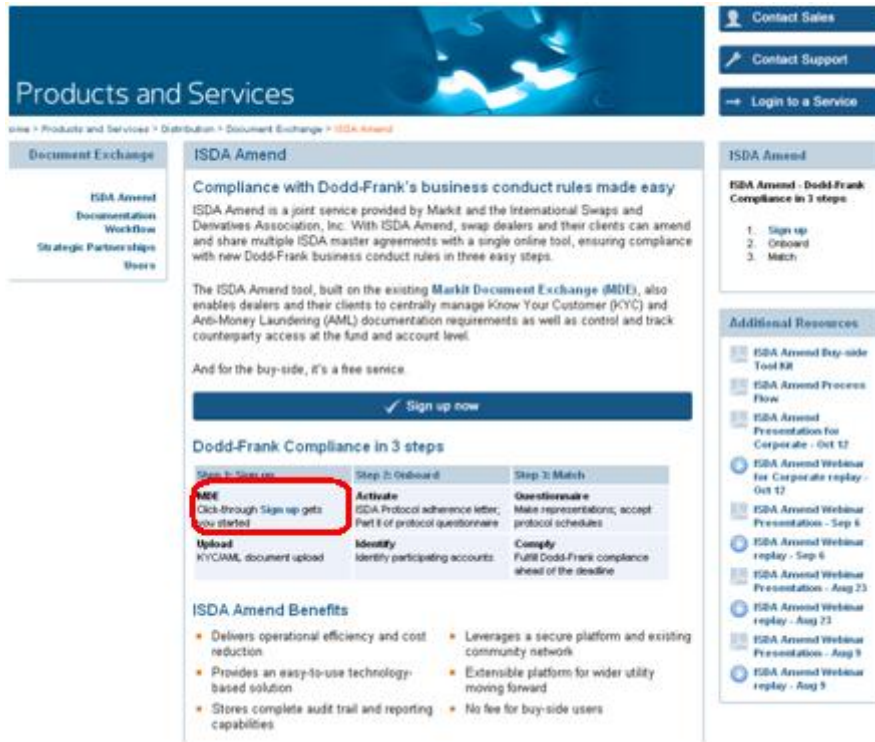 Contact Sales
Contact Support
→ Login to a Service
Products and Services
ome > Products and Services > Distribution > Document Exchange > ISDA Amend
Document Exchange
ISDA Amend
Documentation
Workflow
Strategic Partnerships
Users
ISDA Amend
Compliance with Dodd-Frank's business conduct rules made easy
ISDA Amend is a joint service provided by Markit and the International Swaps and
Derivatives Association, Inc. With ISDA Amend, swap dealers and their clients can amend
and share multiple ISDA master agreements with a single online tool, ensuring compliance
with new Dodd-Frank business conduct rules in three easy steps.
The ISDA Amend tool, built on the existing Markit Document Exchange (MDE), also
enables dealers and their clients to centrally manage Know Your Customer (KYC) and
Anti-Money Laundering (AML) documentation requirements as well as control and track
counterparty access at the fund and account level.
And for the buy-side, it's a free service.
✓ Sign up now
Dodd-Frank Compliance in 3 steps
Step 1: Sign up
Step 2: Onboard
Step 3: Match
MDE
Click-through Sign up gets
you started
Activate
ISDA Protocol adherence letter;
Part II of protocol questionnaire
Questionnaire
Make representations; accept
protocol schedules
Upload
KYC/AML document upload
Identify
Identify participating accounts
Comply
Fulfill Dodd-Frank compliance
ahead of the deadline
ISDA Amend Benefits
Delivers operational efficiency and cost
reduction
Provides an easy-to-use technology-
based solution
Stores complete audit trail and reporting
capabilities
Leverages a secure platform and existing
community network
Extensible platform for wider utility
moving forward
No fee for buy-side users
ISDA Amend
ISDA Amend - Dodd-Frank
Compliance in 3 steps
1. Sign up
2. Onboard
3. Match
Additional Resources
ISDA Amend Buy-side
Tool Kit
ISDA Amend Process
Flow
ISDA Amend
Presentation for
Corporate - Oct 12
ISDA Amend Webinar
for Corporate replay -
Oct 12
ISDA Amend Webinar
Presentation - Sep 6
ISDA Amend Webinar
replay - Sep 6
ISDA Amend Webinar
Presentation - Aug 23
ISDA Amend Webinar
replay - Aug 23
ISDA Amend Webinar
Presentation - Aug 9
ISDA Amend Webinar
replay - Aug 9